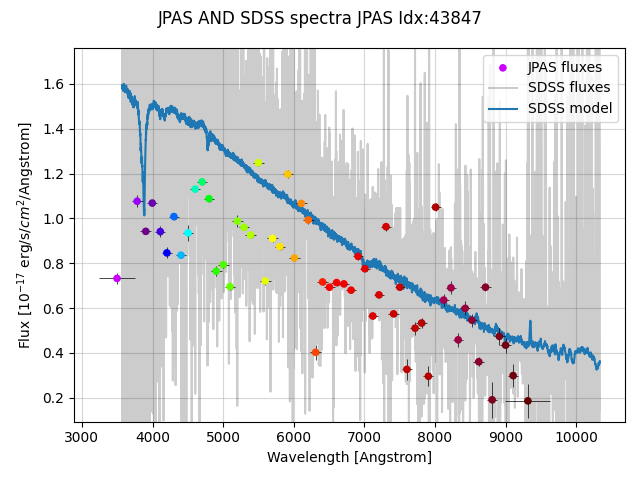 JPAS AND SDSS spectra JPAS Idx:43847
JPAS fluxes
SDSS fluxes
SDSS model
Flux [10⁻¹⁷ erg/s/cm²/Angstrom]
1.6
1.4
1.2
1.0
0.8
0.6
0.4
0.2
3000 4000 5000 6000 7000 8000 9000 10000
Wavelength [Angstrom]